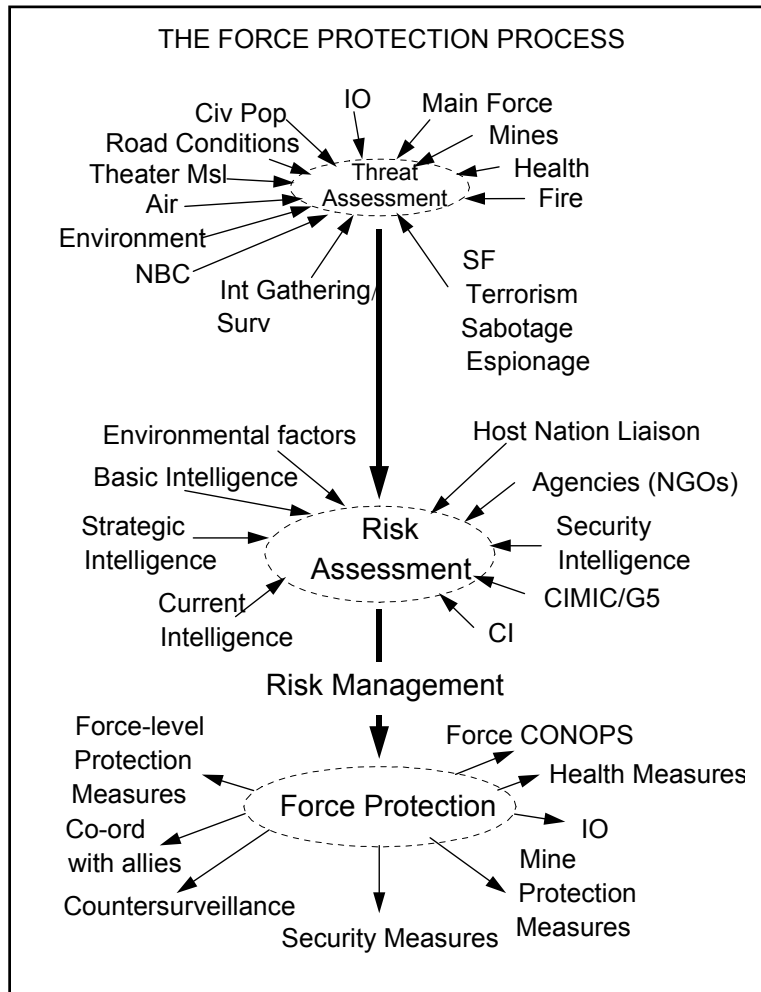 THE FORCE PROTECTION PROCESS
IO
Civ Pop
Main Force
Road Conditions
Mines
Theater Msl
Threat
Assessment
Health
Air
Fire
Environment
NBC
Int Gathering/
Surv
SF
Terrorism
Sabotage
Espionage
Environmental factors
Host Nation Liaison
Basic Intelligence
Agencies (NGOs)
Strategic
Intelligence
Risk
Assessment
Security
Intelligence
Current
Intelligence
CIMIC/G5
CI
Risk Management
Force-level
Protection
Measures
Force CONOPS
Health Measures
Force Protection
IO
Co-ord
with allies
Mine
Protection
Measures
Countersurveillance
Security Measures